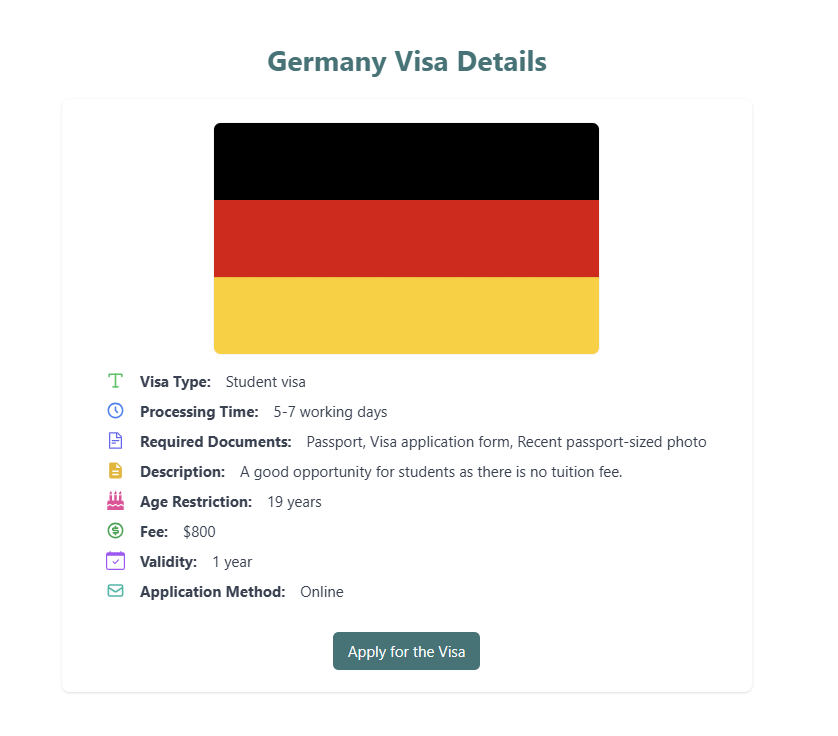 Germany Visa Details
Visa Type: Student visa
Processing Time: 5-7 working days
Required Documents: Passport, Visa application form, Recent passport-sized photo
Description: A good opportunity for students as there is no tuition fee.
Age Restriction: 19 years
Fee: $800
Validity: 1 year
Application Method: Online
Apply for the Visa